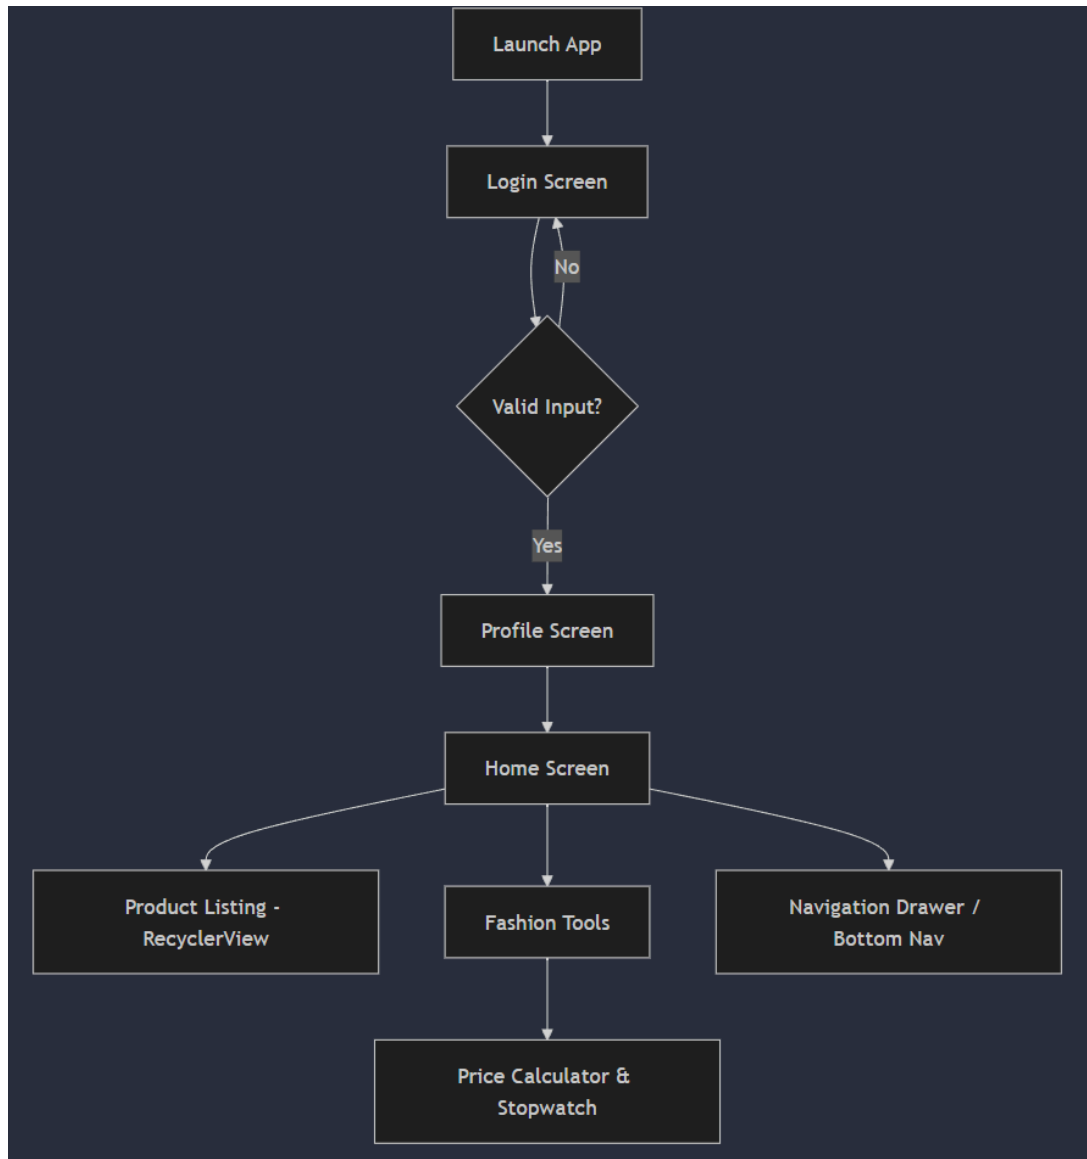 Launch App
Login Screen
No
Valid Input?
Yes
Profile Screen
Home Screen
Product Listing -
RecyclerView
Fashion Tools
Navigation Drawer /
Bottom Nav
Price Calculator &
Stopwatch